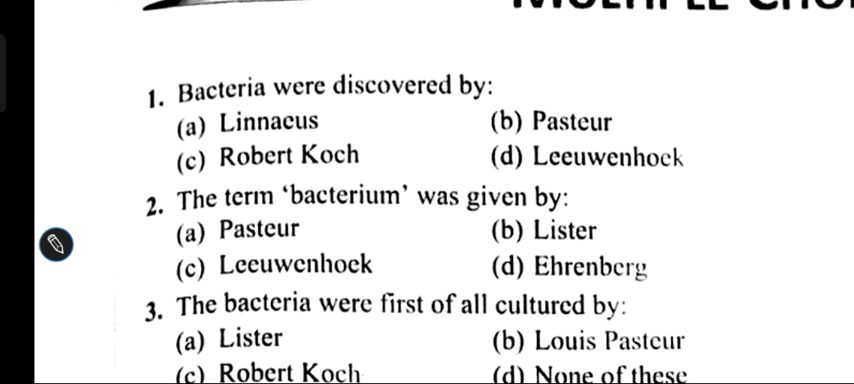 1. Bacteria were discovered by:
(a) Linnaeus (b) Pasteur
(c) Robert Koch (d) Leeuwenhoek
2. The term ‘bacterium’ was given by:
(a) Pasteur (b) Lister
(c) Leeuwenhoek (d) Ehrenberg
3. The bacteria were first of all cultured by:
(a) Lister (b) Louis Pasteur
(c) Robert Koch (d) None of these